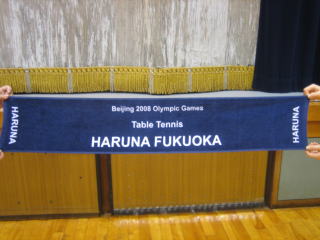 HARUNA
Beijing 2008 Olympic Games
Table Tennis
HARUNA FUKUOKA
HARUNA